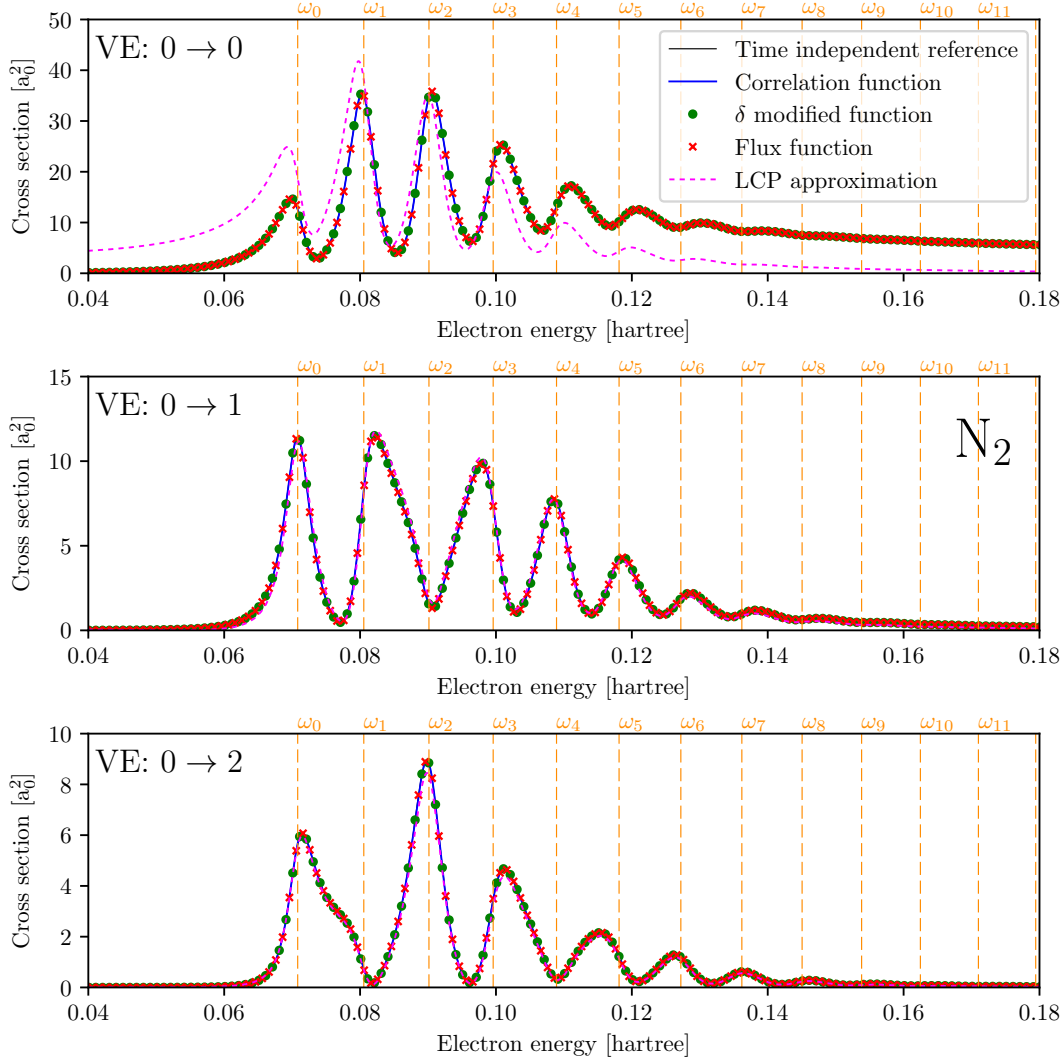 ω₀ ω₁ ω₂ ω₃ ω₄ ω₅ ω₆ ω₇ ω₈ ω₉ ω₁₀ ω₁₁
VE: 0 → 0
Time independent reference
Correlation function
δ modified function
Flux function
LCP approximation
Cross section [a₀²]
50
40
30
20
10
0
0.04 0.06 0.08 0.10 0.12 0.14 0.16 0.18
Electron energy [hartree]
ω₀ ω₁ ω₂ ω₃ ω₄ ω₅ ω₆ ω₇ ω₈ ω₉ ω₁₀ ω₁₁
VE: 0 → 1
N₂
Cross section [a₀²]
15
10
5
0
0.04 0.06 0.08 0.10 0.12 0.14 0.16 0.18
Electron energy [hartree]
ω₀ ω₁ ω₂ ω₃ ω₄ ω₅ ω₆ ω₇ ω₈ ω₉ ω₁₀ ω₁₁
VE: 0 → 2
Cross section [a₀²]
10
8
6
4
2
0
0.04 0.06 0.08 0.10 0.12 0.14 0.16 0.18
Electron energy [hartree]